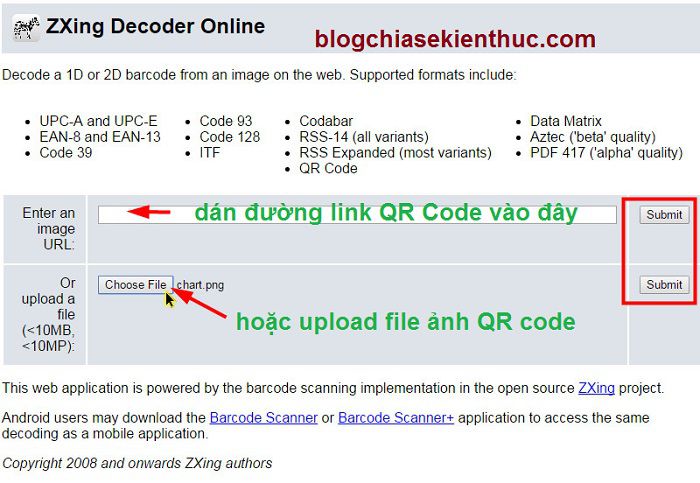 ZXing Decoder Online
blogchiasekienthuc.com
Decode a 1D or 2D barcode from an image on the web. Supported formats include:
• UPC-A and UPC-E
• EAN-8 and EAN-13
• Code 39
• Code 93
• Code 128
• ITF
• Codabar
• RSS-14 (all variants)
• RSS Expanded (most variants)
• QR Code
• Data Matrix
• Aztec ('beta' quality)
• PDF 417 ('alpha' quality)
Enter an
image
URL:
dán đường link QR Code vào đây
Submit
Or
upload a
file
(<10MB,
<10MP):
Choose File chart.png
hoặc upload file ảnh QR code
Submit
This web application is powered by the barcode scanning implementation in the open source ZXing project.
Android users may download the Barcode Scanner or Barcode Scanner+ application to access the same
decoding as a mobile application.
Copyright 2008 and onwards ZXing authors